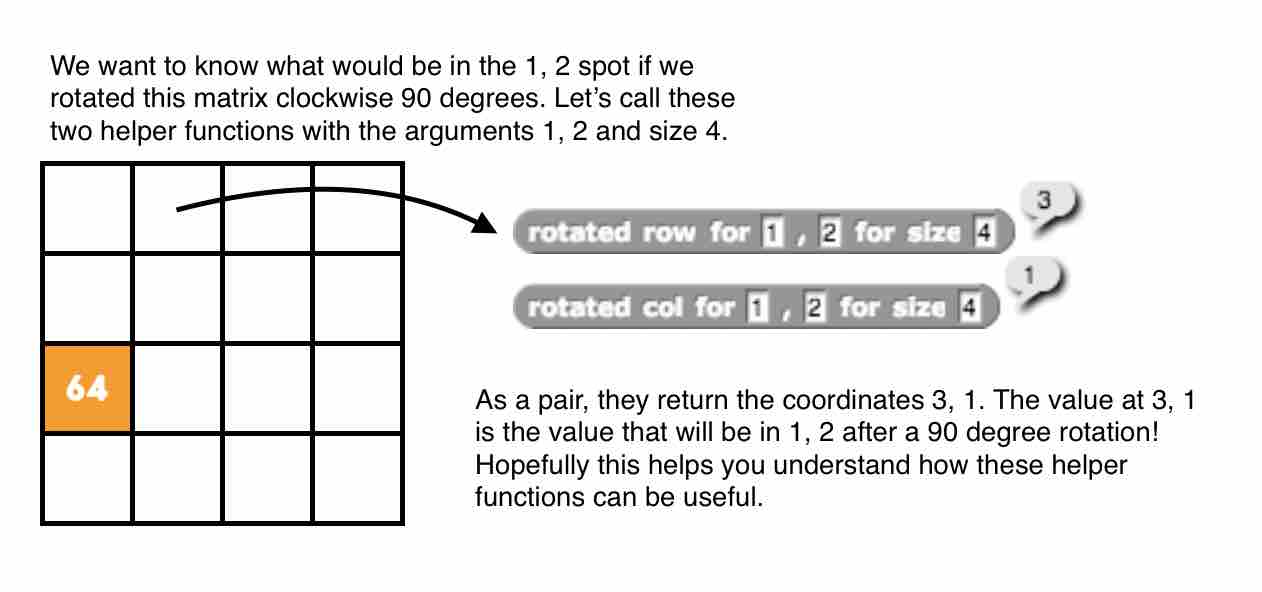 We want to know what would be in the 1, 2 spot if we
rotated this matrix clockwise 90 degrees. Let’s call these
two helper functions with the arguments 1, 2 and size 4.
3
rotated row for 1 , 2 for size 4
1
rotated col for 1 , 2 for size 4
64
As a pair, they return the coordinates 3, 1. The value at 3, 1
is the value that will be in 1, 2 after a 90 degree rotation!
Hopefully this helps you understand how these helper
functions can be useful.